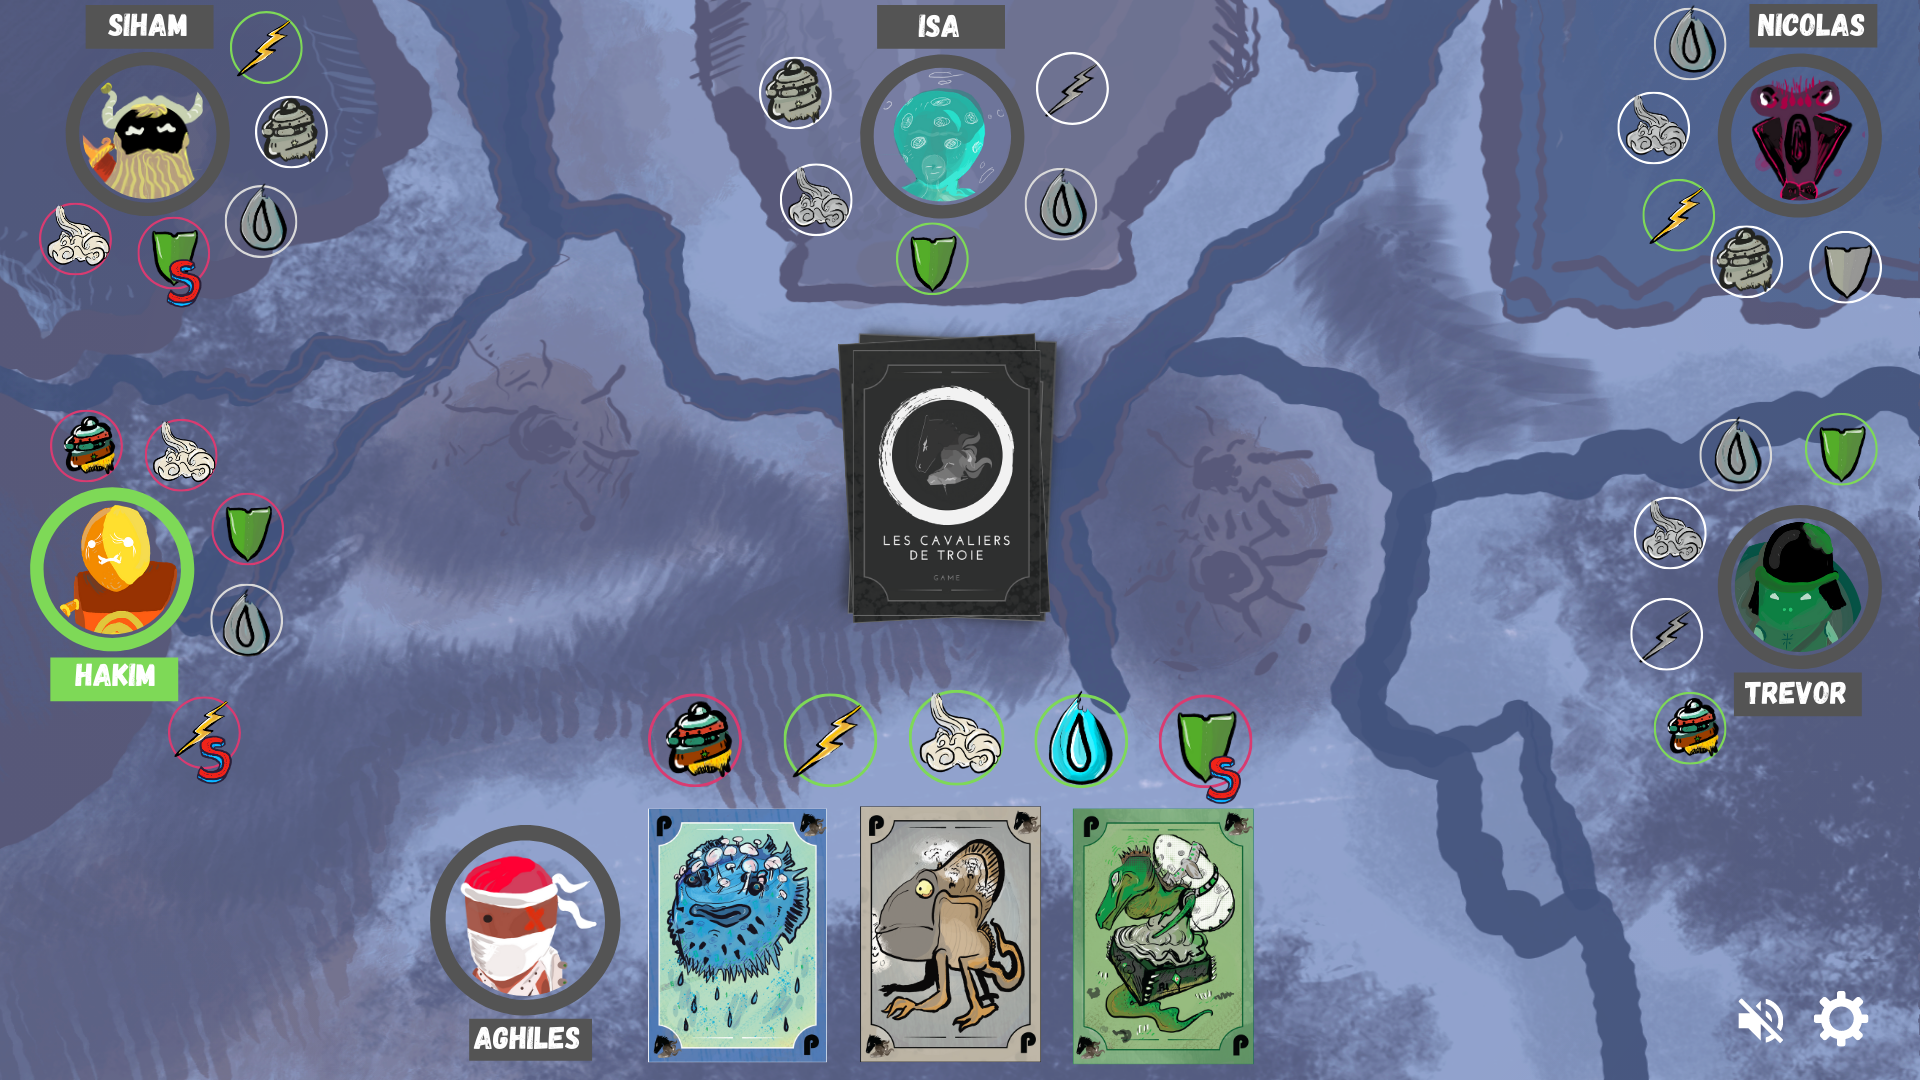 SIHAM
ISA
NICOLAS
S
LES CAVALIERS
DE TROIE
GAME
HAKIM
S
TREVOR
S
P
P
P
P
P
P
AGHILES